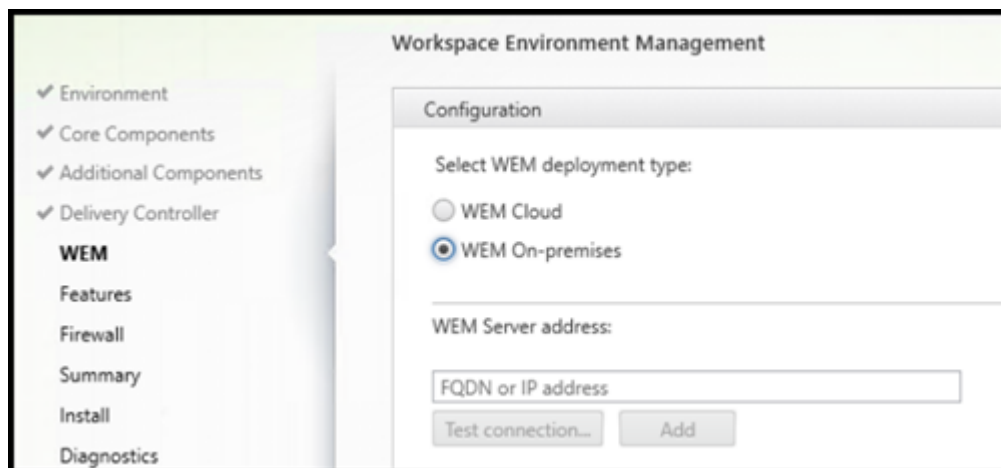 Workspace Environment Management
Environment
Core Components
Additional Components
Delivery Controller
WEM
Features
Firewall
Summary
Install
Diagnostics
Configuration
Select WEM deployment type:
WEM Cloud
WEM On-premises
WEM Server address:
FQDN or IP address
Test connection... Add